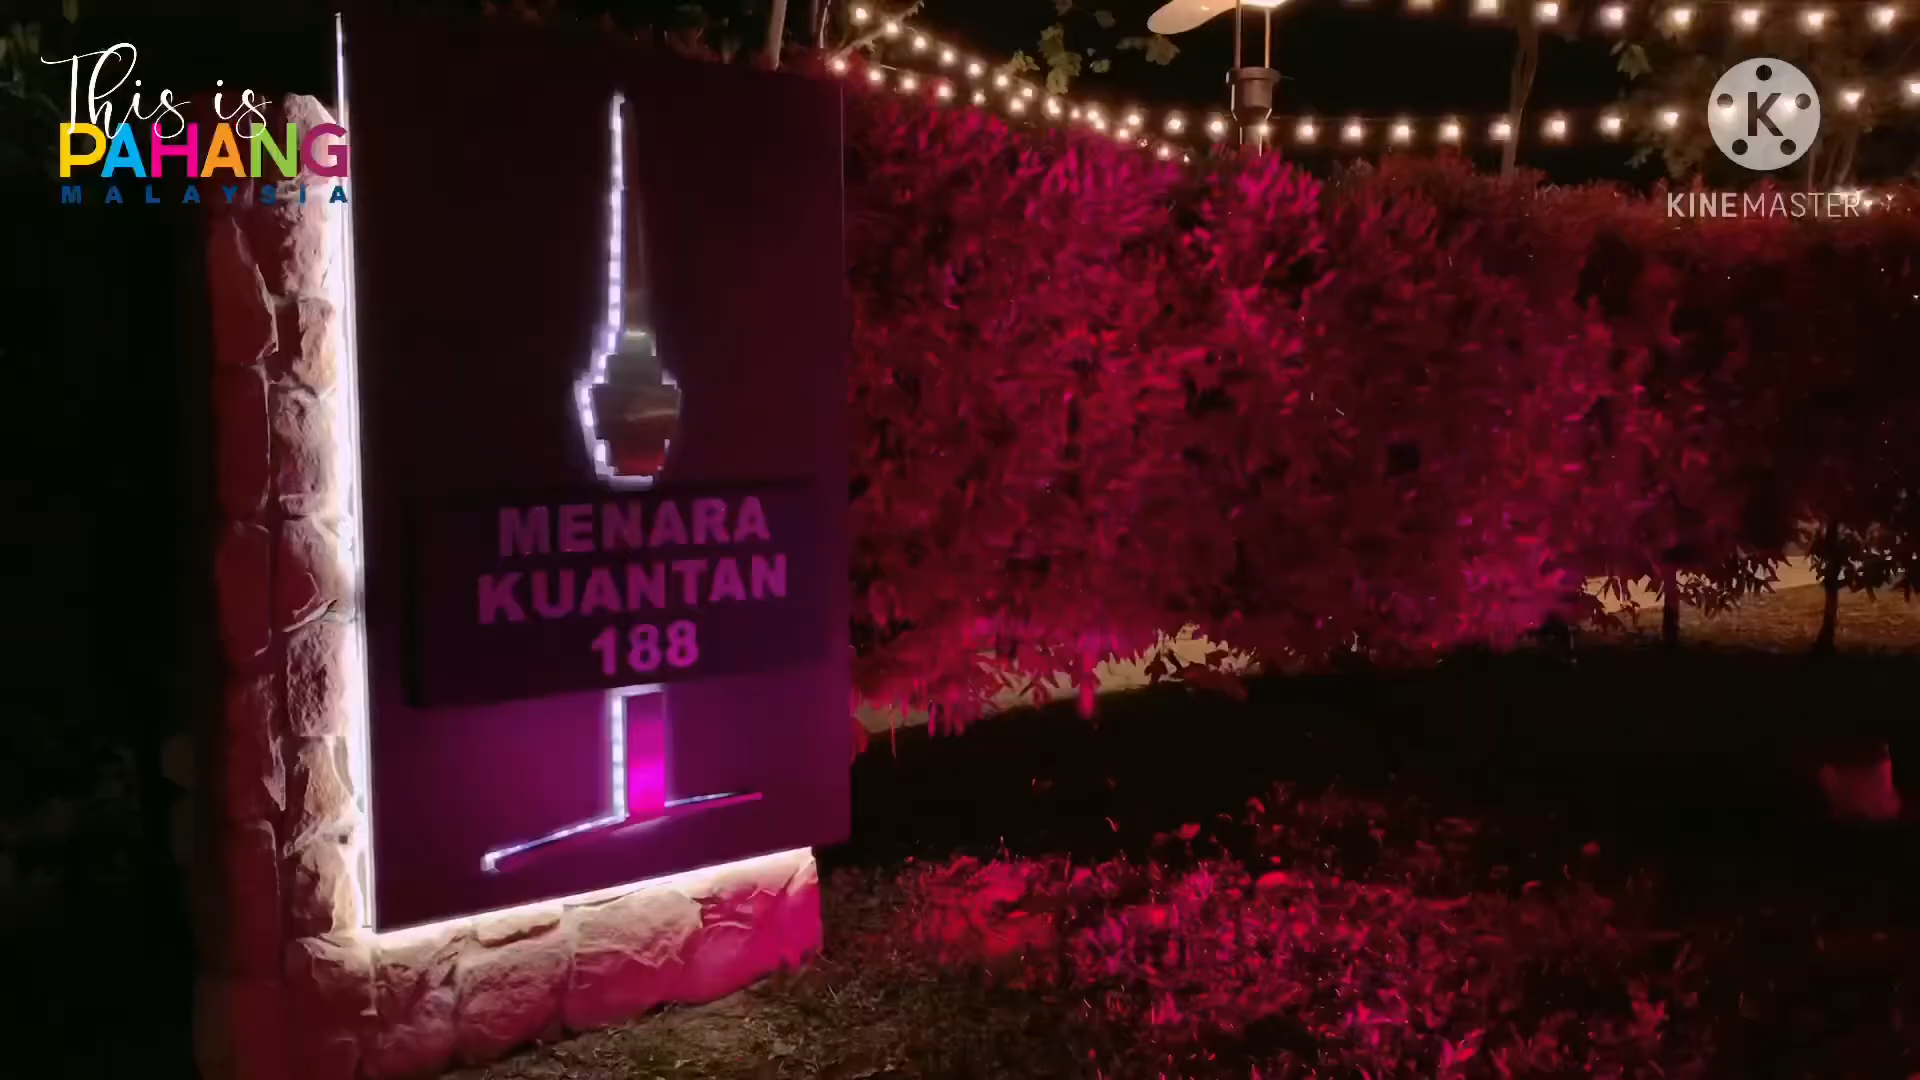 This is
PAHANG
MALAYSIA
K
KINEMASTER
MENARA
KUANTAN
188